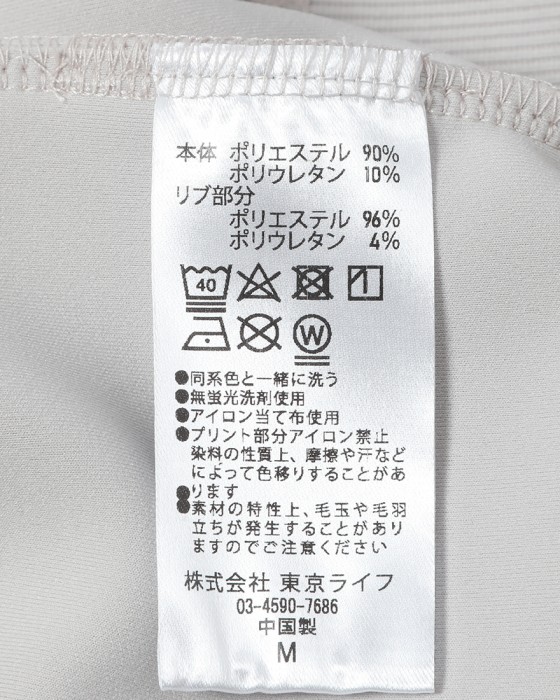 本体 ポリエステル 90%
ポリウレタン 10%
リブ部分
ポリエステル 96%
ポリウレタン 4%
40
W
●同系色と一緒に洗う
●無蛍光洗剤使用
●アイロン当て布使用
●プリント部分アイロン禁止
染料の性質上、摩擦や汗など
によって色移りすることがあ
●ります
●素材の特性上、毛玉や毛羽
立ちが発生することがあり
ますのでご注意ください
株式会社 東京ライフ
03-4590-7686
中国製
M